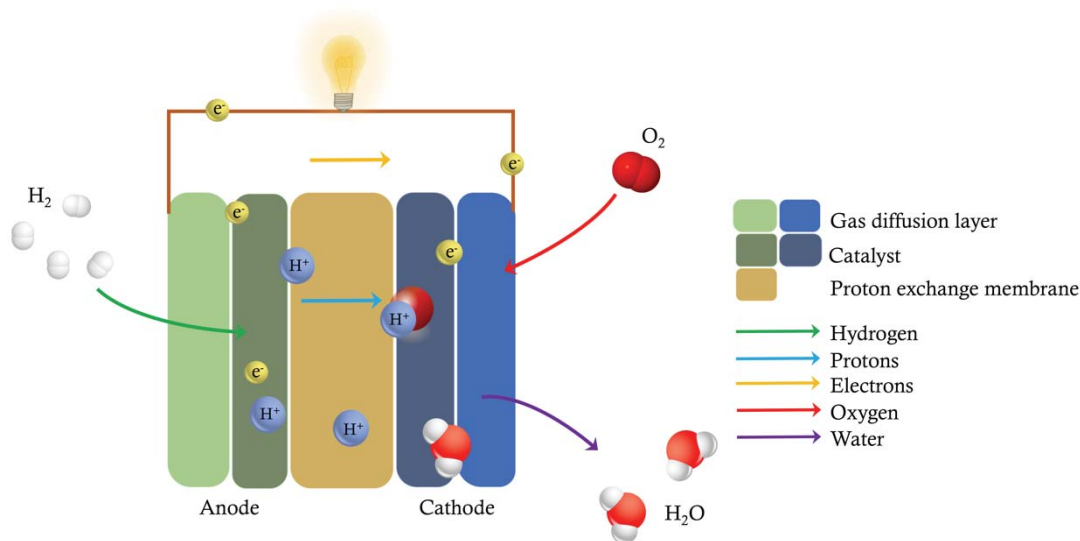 e⁻
O₂
e⁻
H₂
e⁻
Gas diffusion layer
e⁻
Catalyst
H⁺
Proton exchange membrane
H⁺
Hydrogen
Protons
e⁻
Electrons
H⁺
H⁺
Oxygen
Water
Anode
Cathode
H₂O